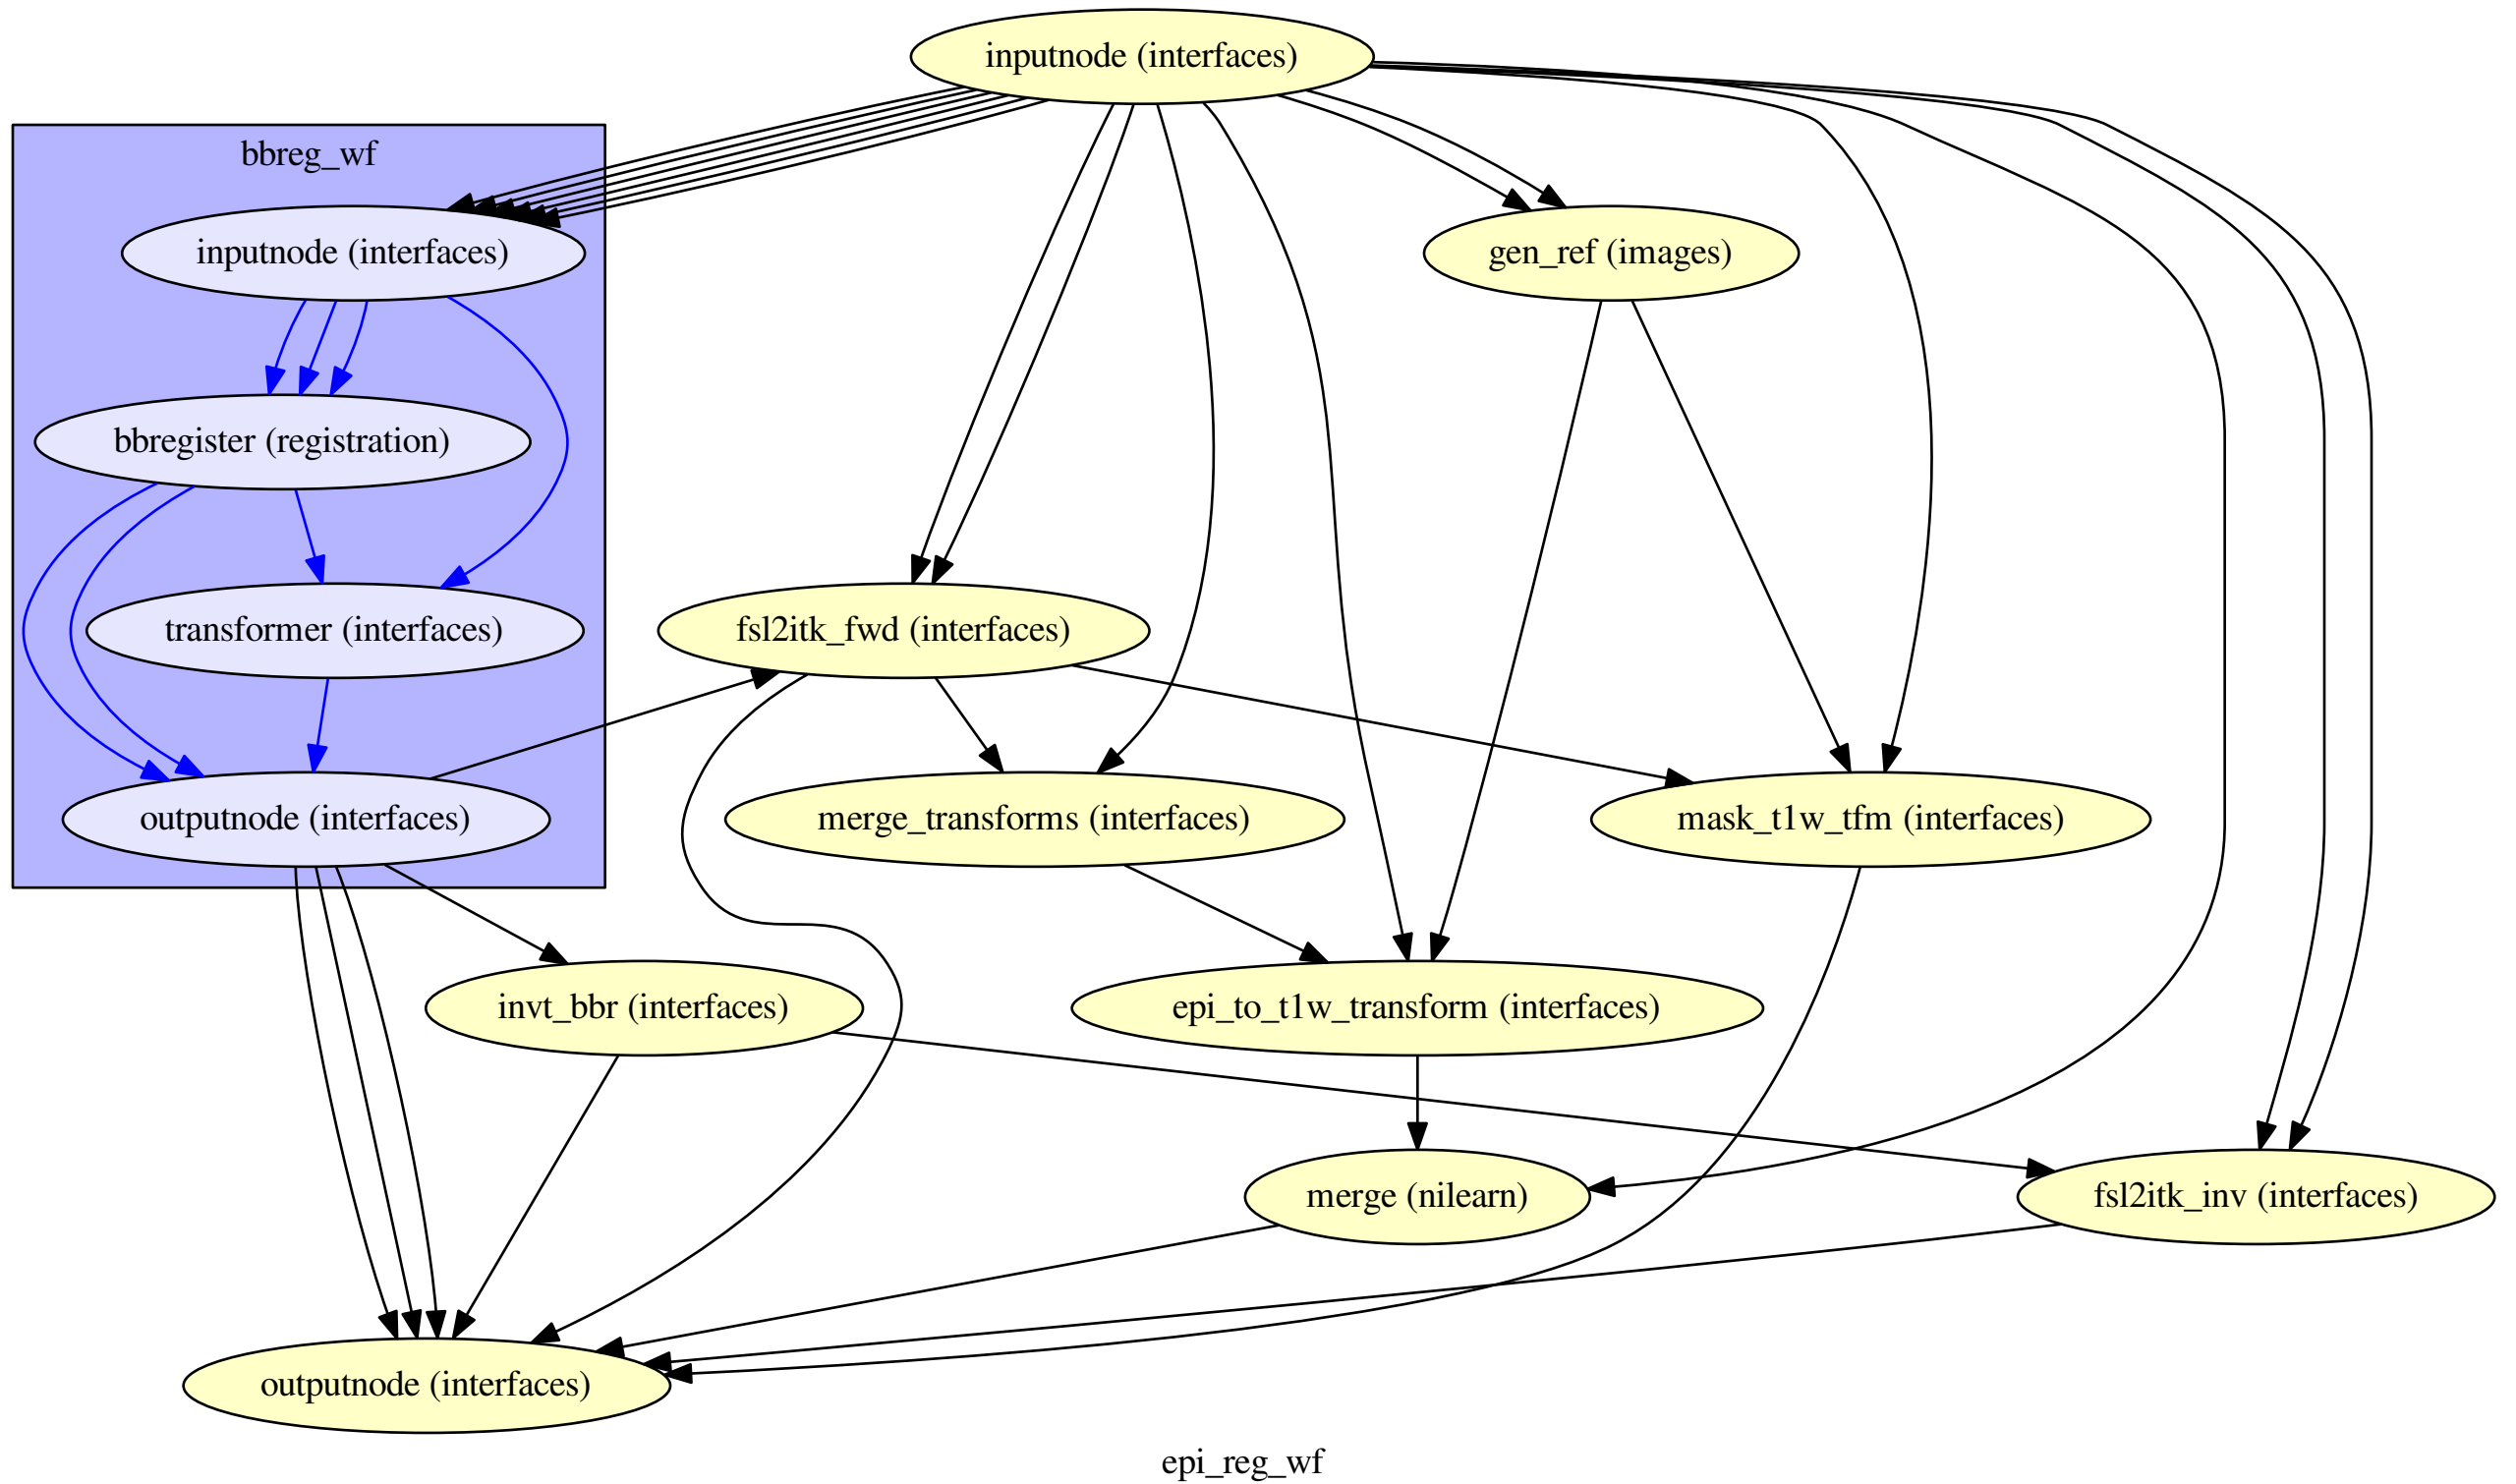 inputnode (interfaces)
bbreg_wf
inputnode (interfaces)
gen_ref (images)
bbregister (registration)
transformer (interfaces)
fsl2itk_fwd (interfaces)
outputnode (interfaces)
merge_transforms (interfaces)
mask_t1w_tfm (interfaces)
invt_bbr (interfaces)
epi_to_t1w_transform (interfaces)
merge (nilearn)
fsl2itk_inv (interfaces)
outputnode (interfaces)
epi_reg_wf